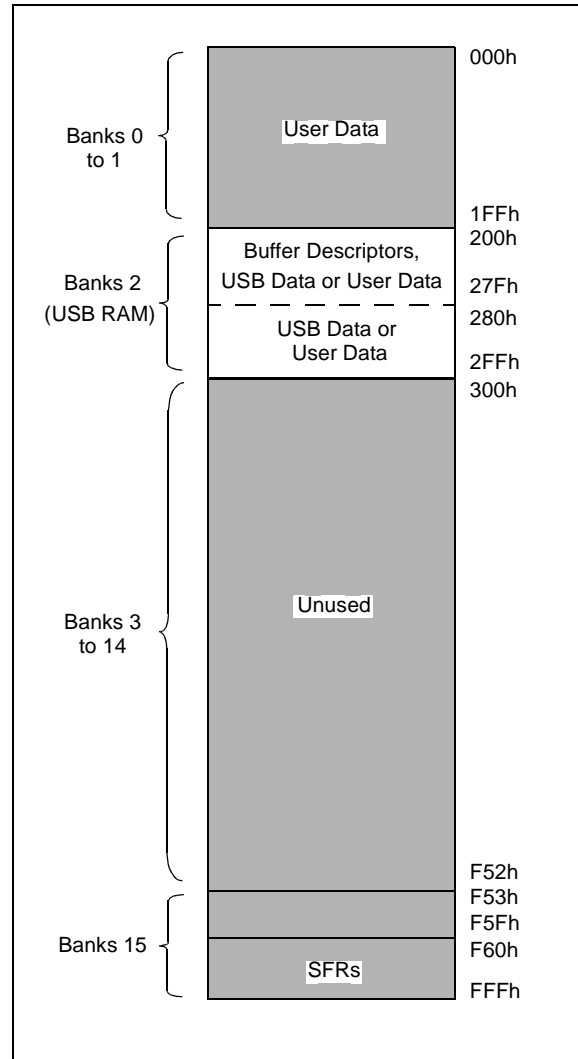 000h
Banks 0
to 1
User Data
1FFh
200h
Banks 2
(USB RAM)
Buffer Descriptors,
USB Data or User Data
27Fh
280h
USB Data or
User Data
2FFh
300h
Banks 3
to 14
Unused
F52h
F53h
F5Fh
Banks 15
F60h
SFRs
FFFh